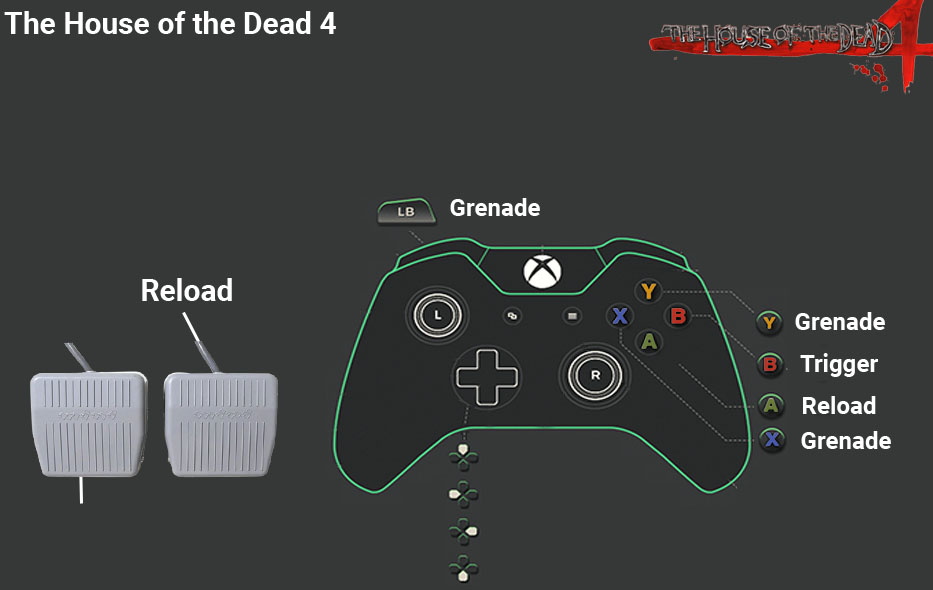 The House of the Dead 4
THE HOUSE OF THE DEAD 4
LB Grenade
Reload
Y
L
X B
A
R
Y Grenade
B Trigger
A Reload
X Grenade